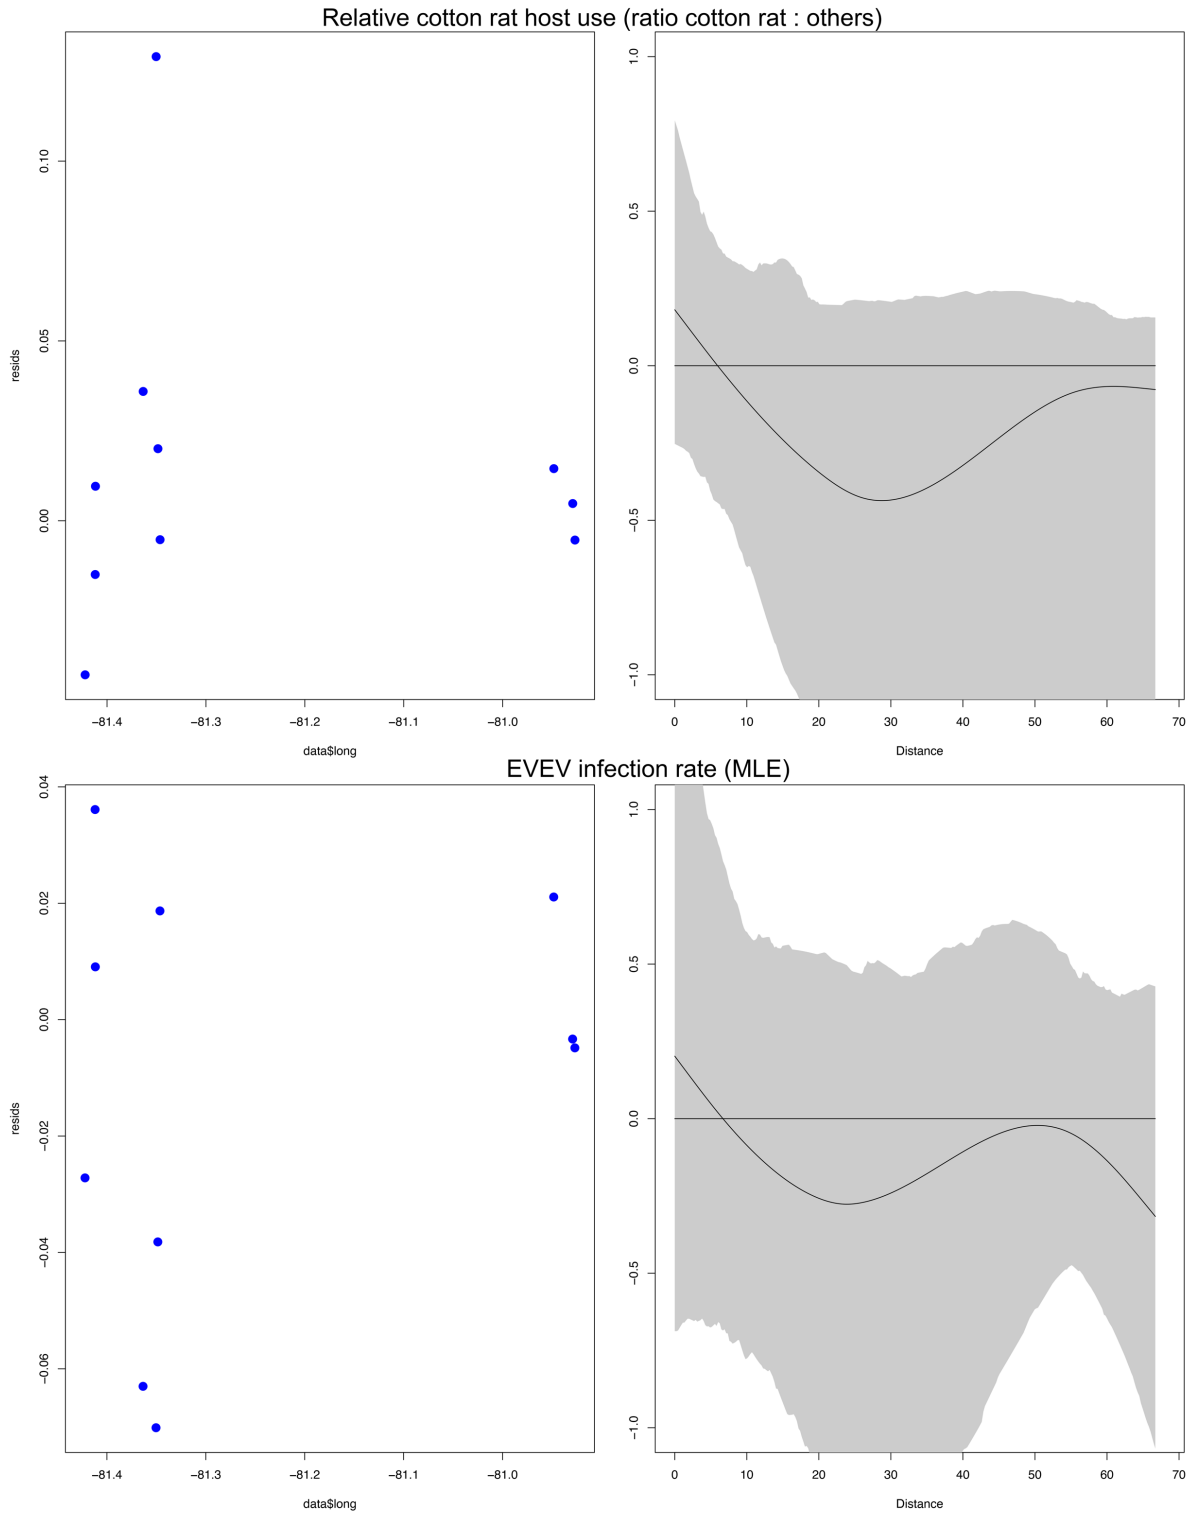 Relative cotton rat host use (ratio cotton rat : others)
0.10
0.05
0.00
resids
−81.4 −81.3 −81.2 −81.1 −81.0
data$long
1.0
0.5
0.0
−0.5
−1.0
0 10 20 30 40 50 60 70
Distance
EVEV infection rate (MLE)
0.04
0.02
0.00
−0.02
−0.04
−0.06
resids
−81.4 −81.3 −81.2 −81.1 −81.0
data$long
1.0
0.5
0.0
−0.5
−1.0
0 10 20 30 40 50 60 70
Distance